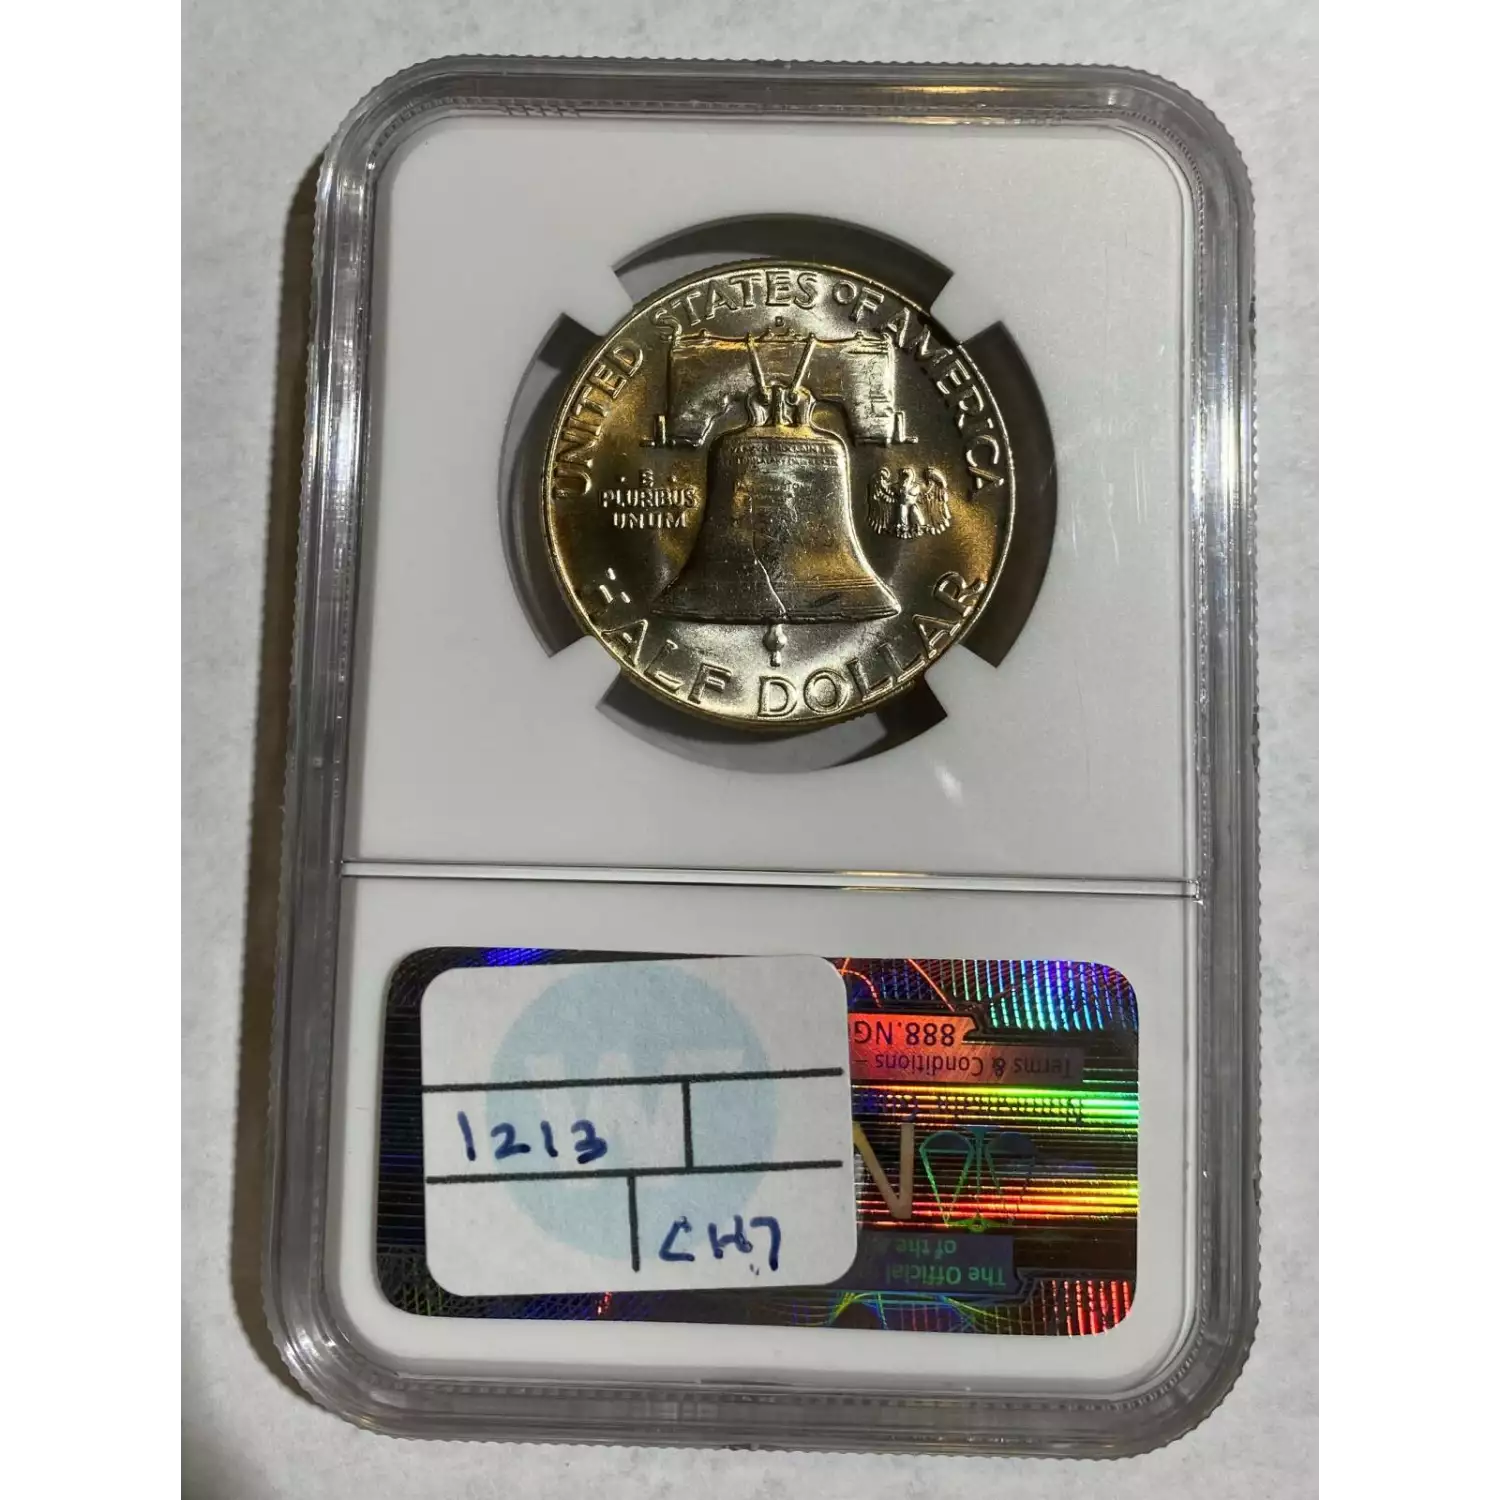 UNITED STATES OF AMERICA
D
E
PLURIBUS
UNUM
HALF DOLLAR
888.NG
Terms & Conditions –
N
of the
The Official
1213
CH7